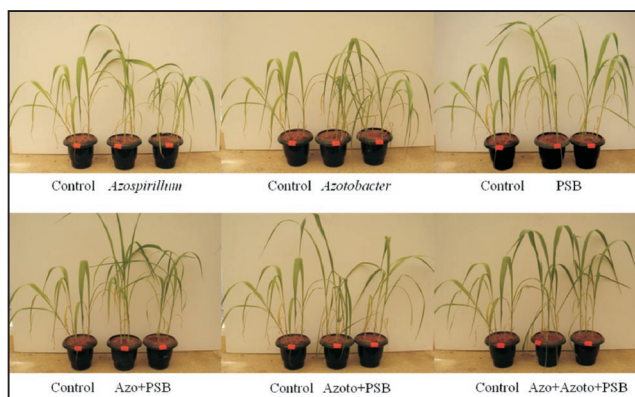 Control Azospirillum
Control Azotobacter
Control PSB
Control Azo+PSB
Control Azoto+PSB
Control Azo+Azoto+PSB